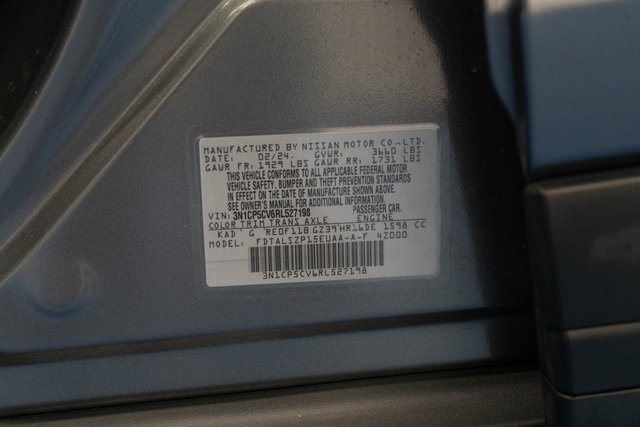 MANUFACTURED BY NISSAN MOTOR CO.,LTD.
DATE: 02/24 GVWR: 3660 LBS
GAWR FR: 1929 LBS GAWR RR: 1731 LBS
THIS VEHICLE CONFORMS TO ALL APPLICABLE FEDERAL MOTOR
VEHICLE SAFETY, BUMPER AND THEFT PREVENTION STANDARDS
IN EFFECT ON THE DATE OF MANUFACTURE SHOWN ABOVE.
SEE OWNER'S MANUAL FOR ADDITIONAL INFORMATION.
VIN: 3N1CP5CV6RL527198 PASSENGER CAR
COLOR TRIM TRANS AXLE ENGINE
KAD G RE0F11B GZ39 HR16DE 1598 CC
MODEL: FDTALSZP15EUAA-A-F 4Z000
3N1CP5CV6RL527198